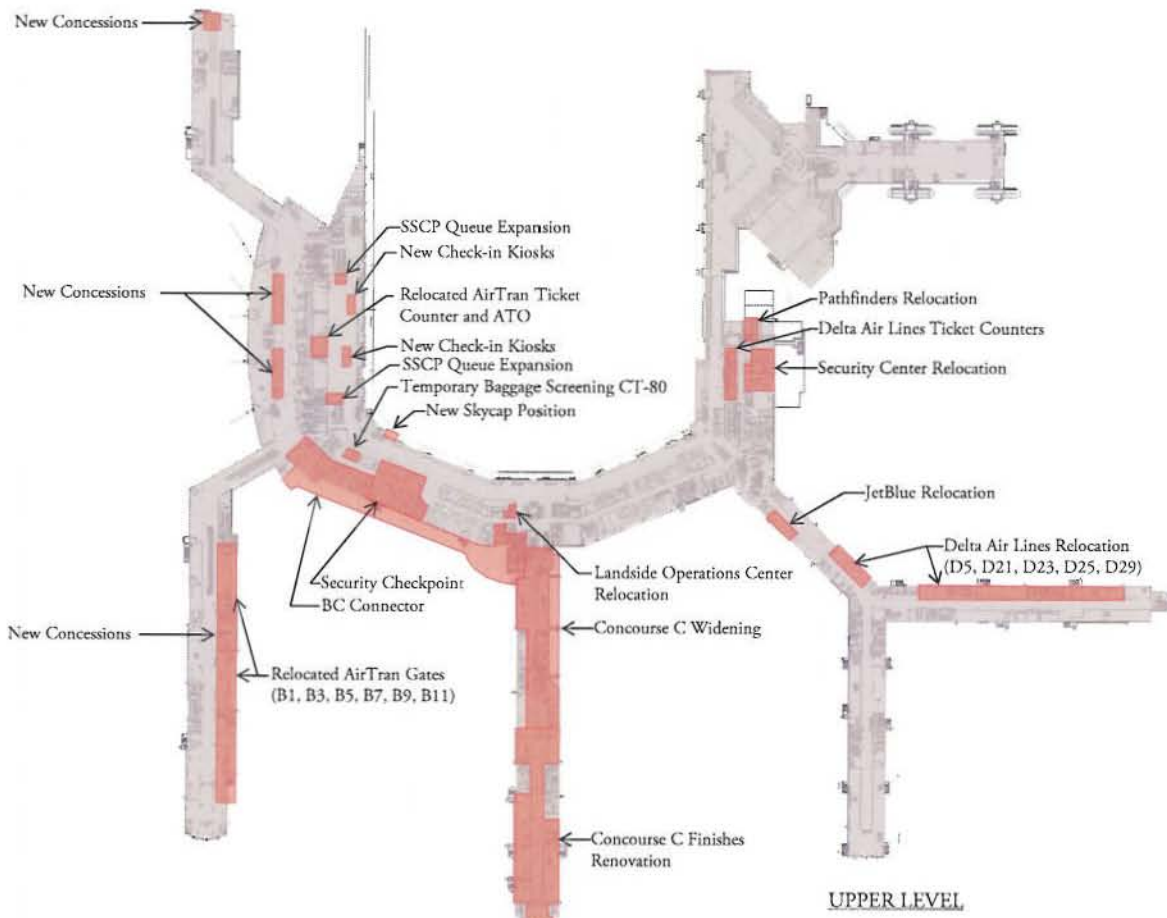 New Concessions
SSCP Queue Expansion
New Check-in Kiosks
New Concessions
Relocated AirTran Ticket
Counter and ATO
New Check-in Kiosks
SSCP Queue Expansion
Temporary Baggage Screening CT-80
New Skycap Position
Pathfinders Relocation
Delta Air Lines Ticket Counters
Security Center Relocation
JetBlue Relocation
Delta Air Lines Relocation
(D5, D21, D23, D25, D29)
Security Checkpoint
BC Connector
Landside Operations Center
Relocation
New Concessions
Concourse C Widening
Relocated AirTran Gates
(B1, B3, B5, B7, B9, B11)
Concourse C Finishes
Renovation
UPPER LEVEL